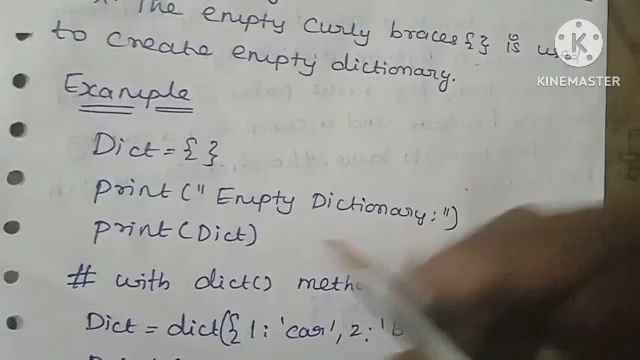 The empty curly braces {} is
to create empty dictionary.
Example
Dict = { }
print (" Empty Dictionary : ")
print (Dict)
# with dict()
Dict = dict({ 1 : 'car', 2 :
KINEMASTER